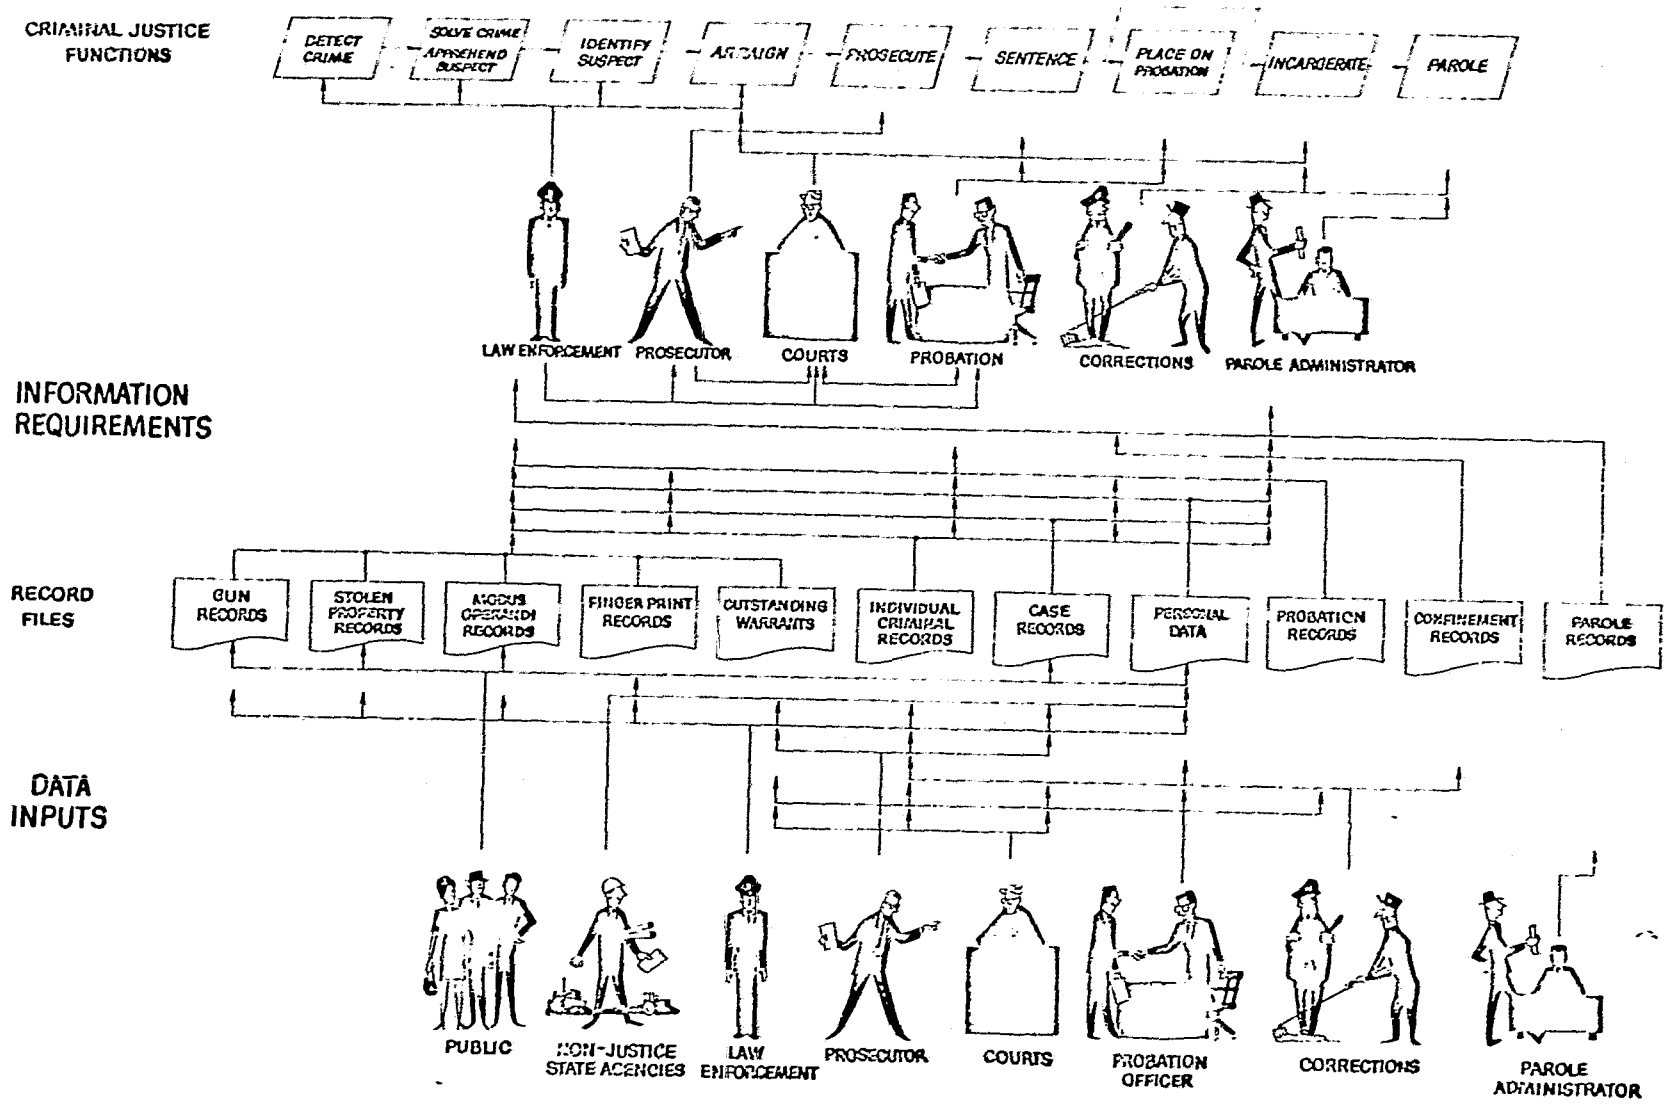 CRIMINAL JUSTICE
FUNCTIONS
DETECT
CRIME
SOLVE CRIME
APPREHEND
SUSPECT
IDENTIFY
SUSPECT
ARRAIGN
PROSECUTE
SENTENCE
PLACE ON
PROBATION
INCARCERATE
PAROLE
LAW ENFORCEMENT
PROSECUTOR
COURTS
PROBATION
CORRECTIONS
PAROLE ADMINISTRATOR
INFORMATION
REQUIREMENTS
RECORD
FILES
GUN
RECORDS
STOLEN
PROPERTY
RECORDS
MODUS
OPERANDI
RECORDS
FINGER PRINT
RECORDS
OUTSTANDING
WARRANTS
INDIVIDUAL
CRIMINAL
RECORDS
CASE
RECORDS
PERSONAL
DATA
PROBATION
RECORDS
CONFINEMENT
RECORDS
PAROLE
RECORDS
DATA
INPUTS
PUBLIC
NON-JUSTICE
STATE AGENCIES
LAW
ENFORCEMENT
PROSECUTOR
COURTS
PROBATION
OFFICER
CORRECTIONS
PAROLE
ADMINISTRATOR